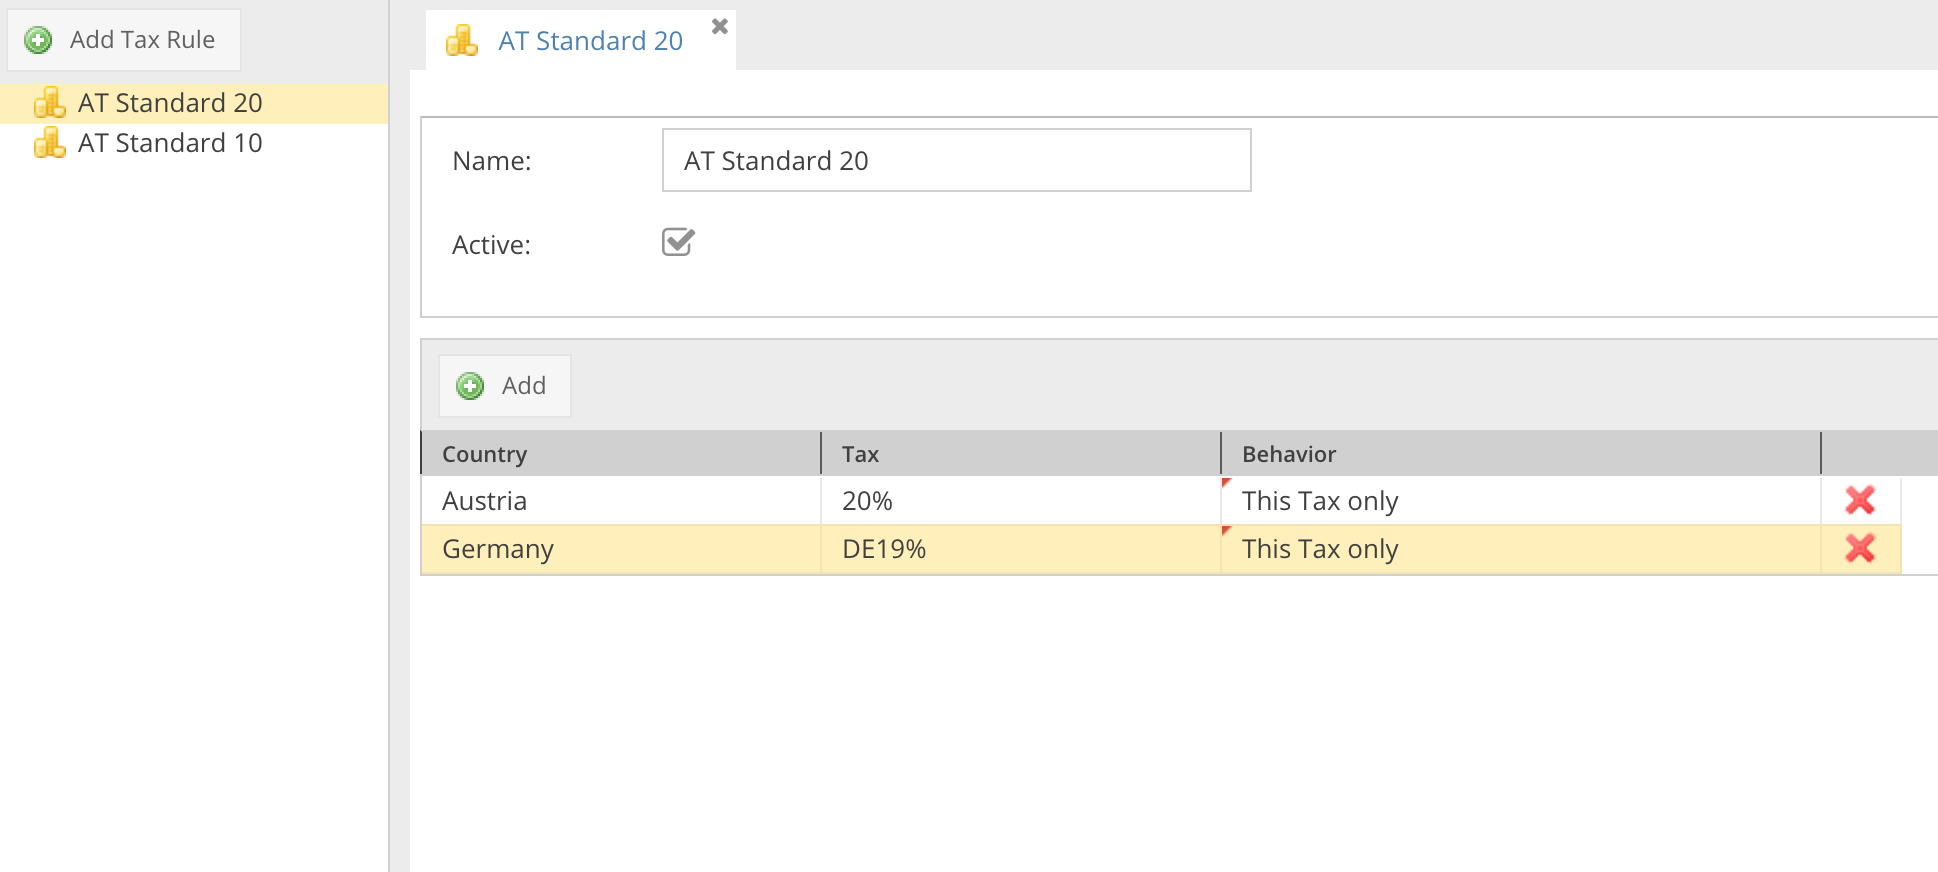 Add Tax Rule
AT Standard 20
AT Standard 10
AT Standard 20
Name: AT Standard 20
Active:
Add
Country Tax Behavior
Austria 20% This Tax only
Germany DE19% This Tax only